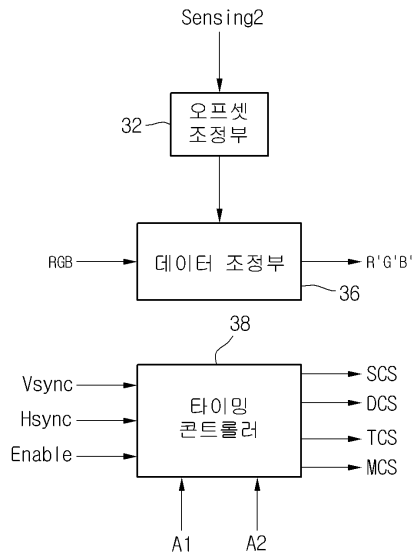 Sensing2
32
오프셋
조정부
RGB
데이터 조정부
R'G'B'
36
38
Vsync
Hsync
Enable
타이밍
콘트롤러
SCS
DCS
TCS
MCS
A1
A2